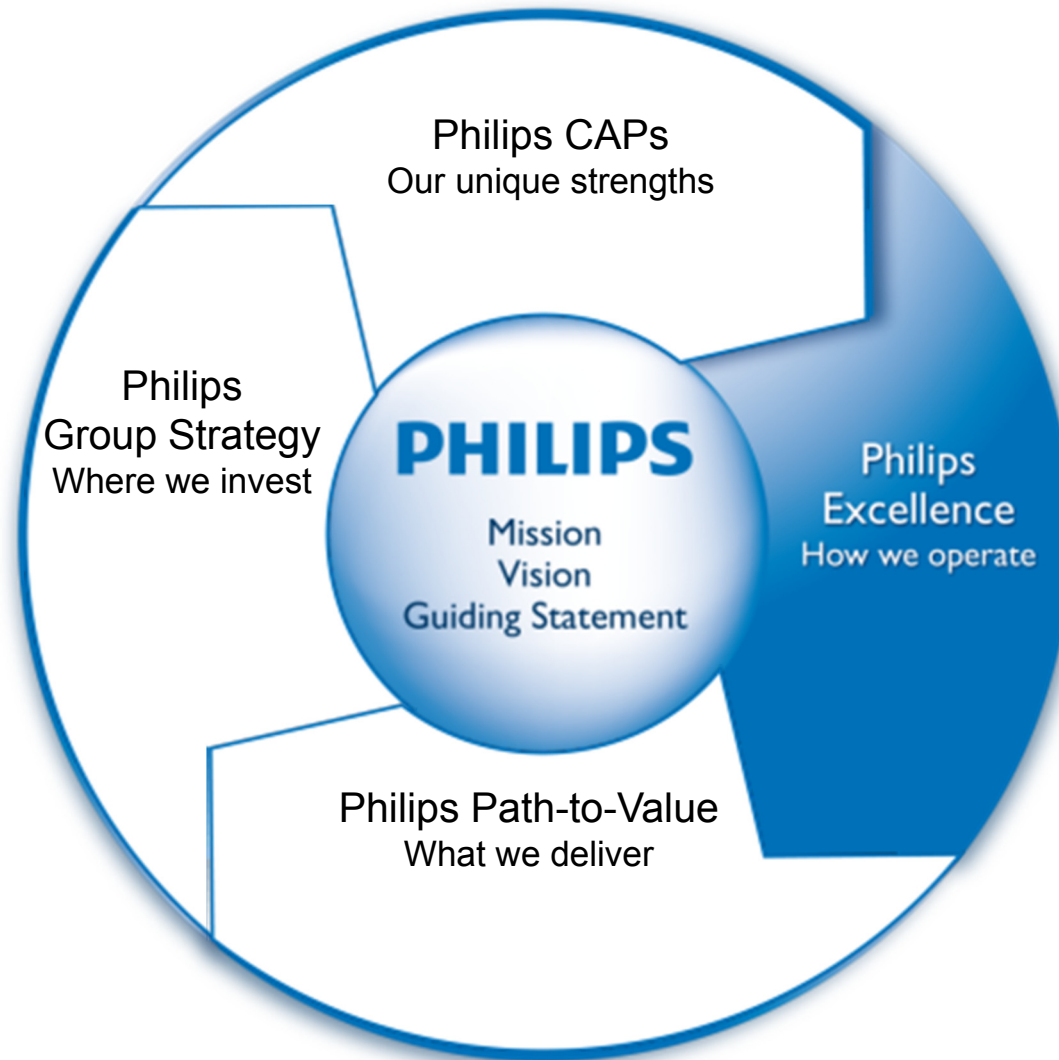 Philips CAPs
Our unique strengths
Philips
Group Strategy
Where we invest
PHILIPS
Mission
Vision
Guiding Statement
Philips
Excellence
How we operate
Philips Path-to-Value
What we deliver